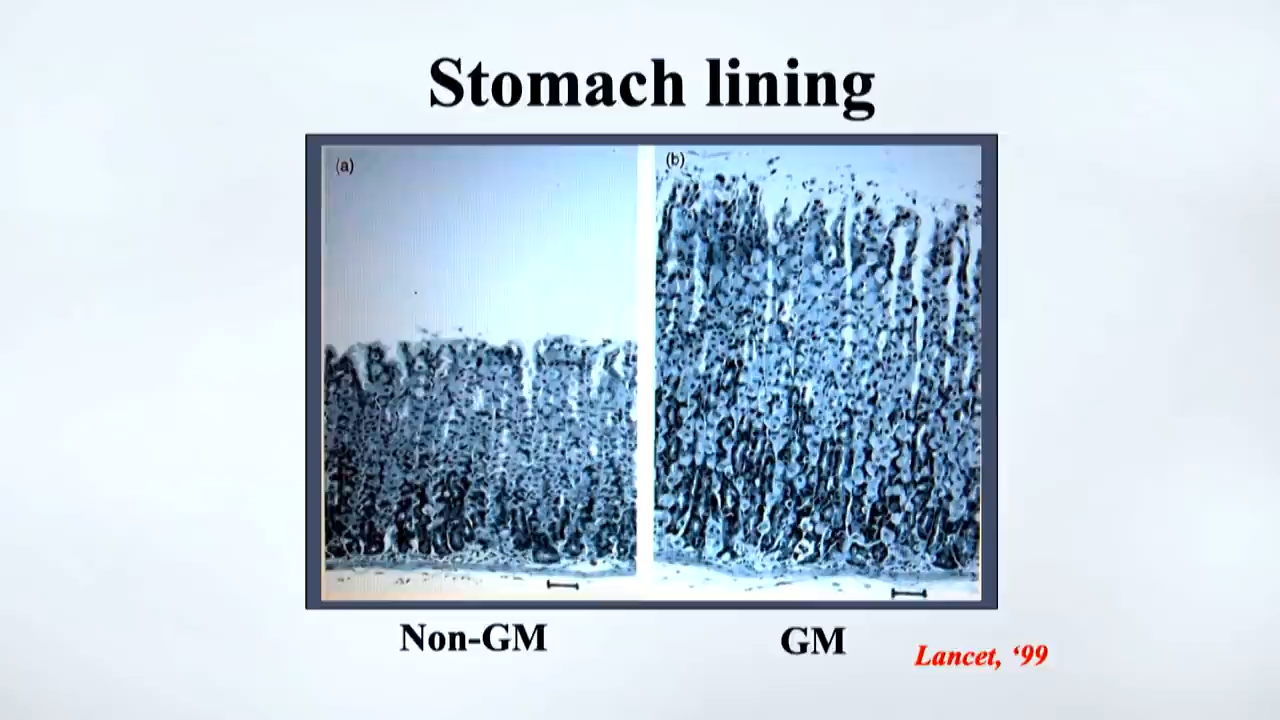 Stomach lining
(a)
(b)
Non-GM
GM
Lancet, ‘99